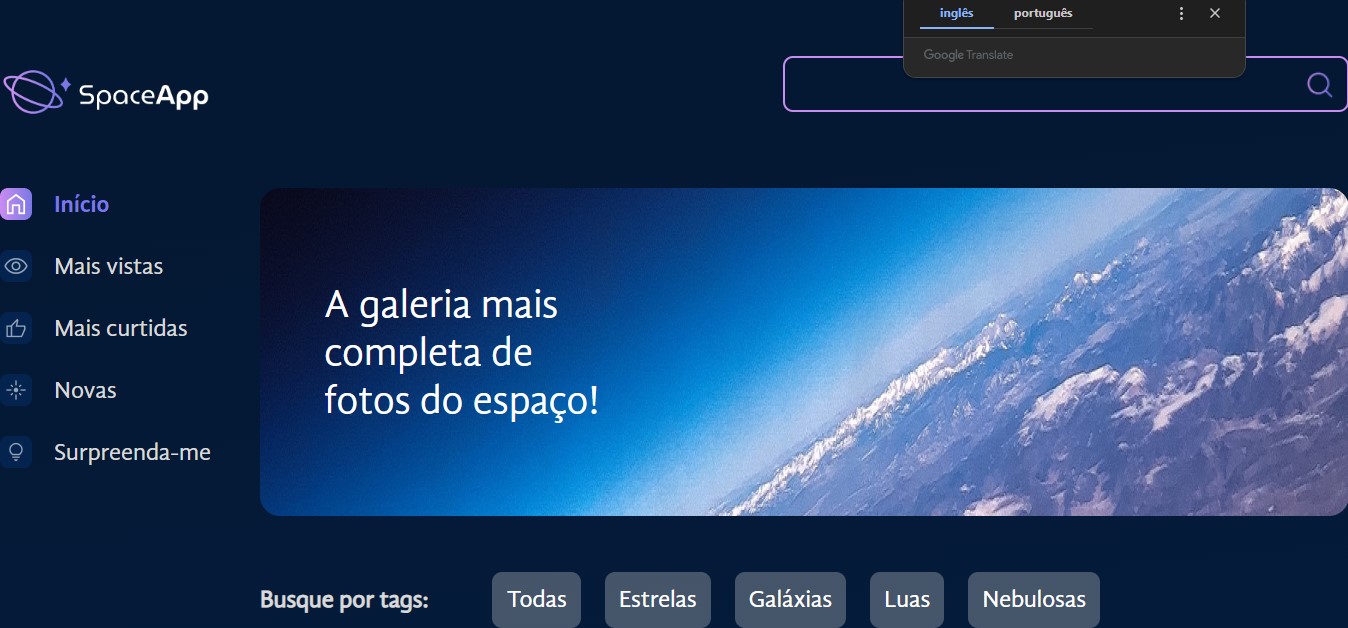 inglês português
Google Translate
SpaceApp
Início
Mais vistas
Mais curtidas
Novas
Surpreenda-me
A galeria mais
completa de
fotos do espaço!
Busque por tags: Todas Estrelas Galáxias Luas Nebulosas